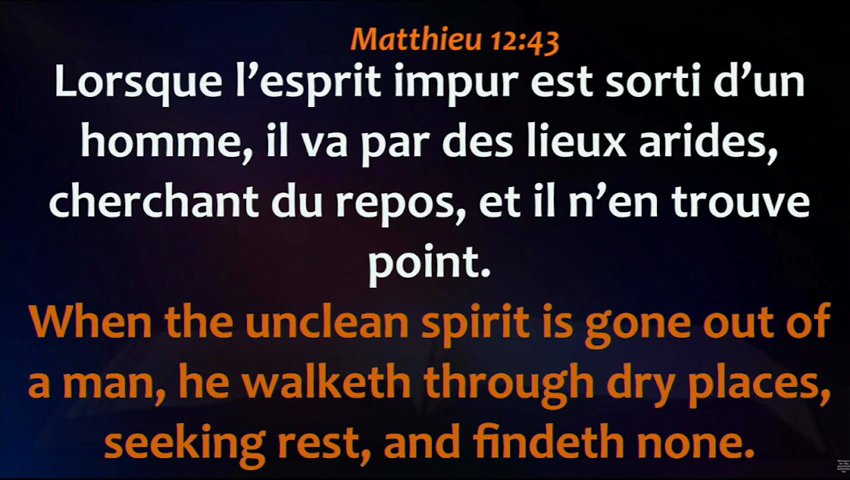 Matthieu 12:43
Lorsque l’esprit impur est sorti d’un
homme, il va par des lieux arides,
cherchant du repos, et il n’en trouve
point.
When the unclean spirit is gone out of
a man, he walketh through dry places,
seeking rest, and findeth none.